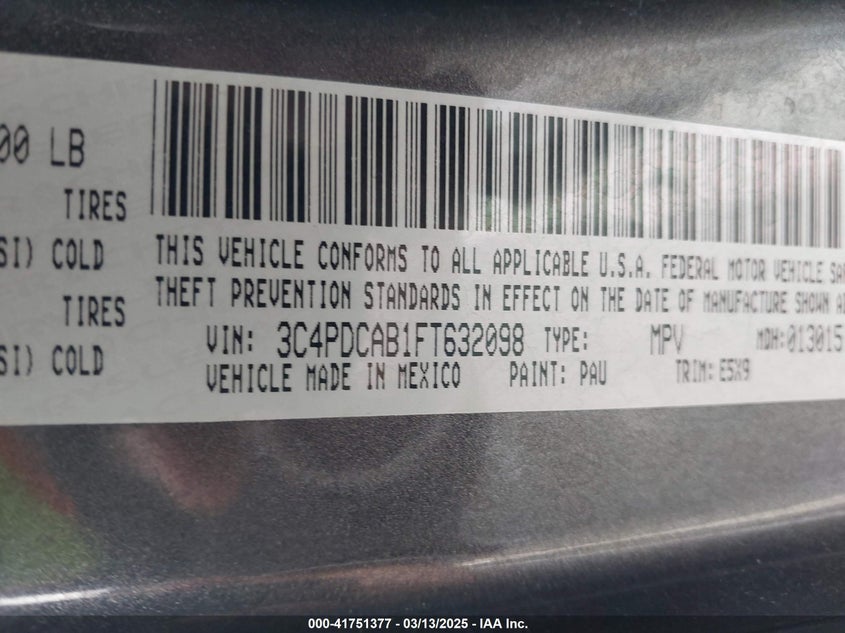 00 LB
TIRES
SI) COLD
TIRES
SI) COLD
THIS VEHICLE CONFORMS TO ALL APPLICABLE U.S.A. FEDERAL MOTOR VEHICLE
THEFT PREVENTION STANDARDS IN EFFECT ON THE DATE OF MANUFACTURE SHOWN
VIN: 3C4PDCAB1FT632098 TYPE: MPV MDH:013015
VEHICLE MADE IN MEXICO PAINT: PAU TRIM: E5X9
000-41751377 - 03/13/2025 - IAA Inc.